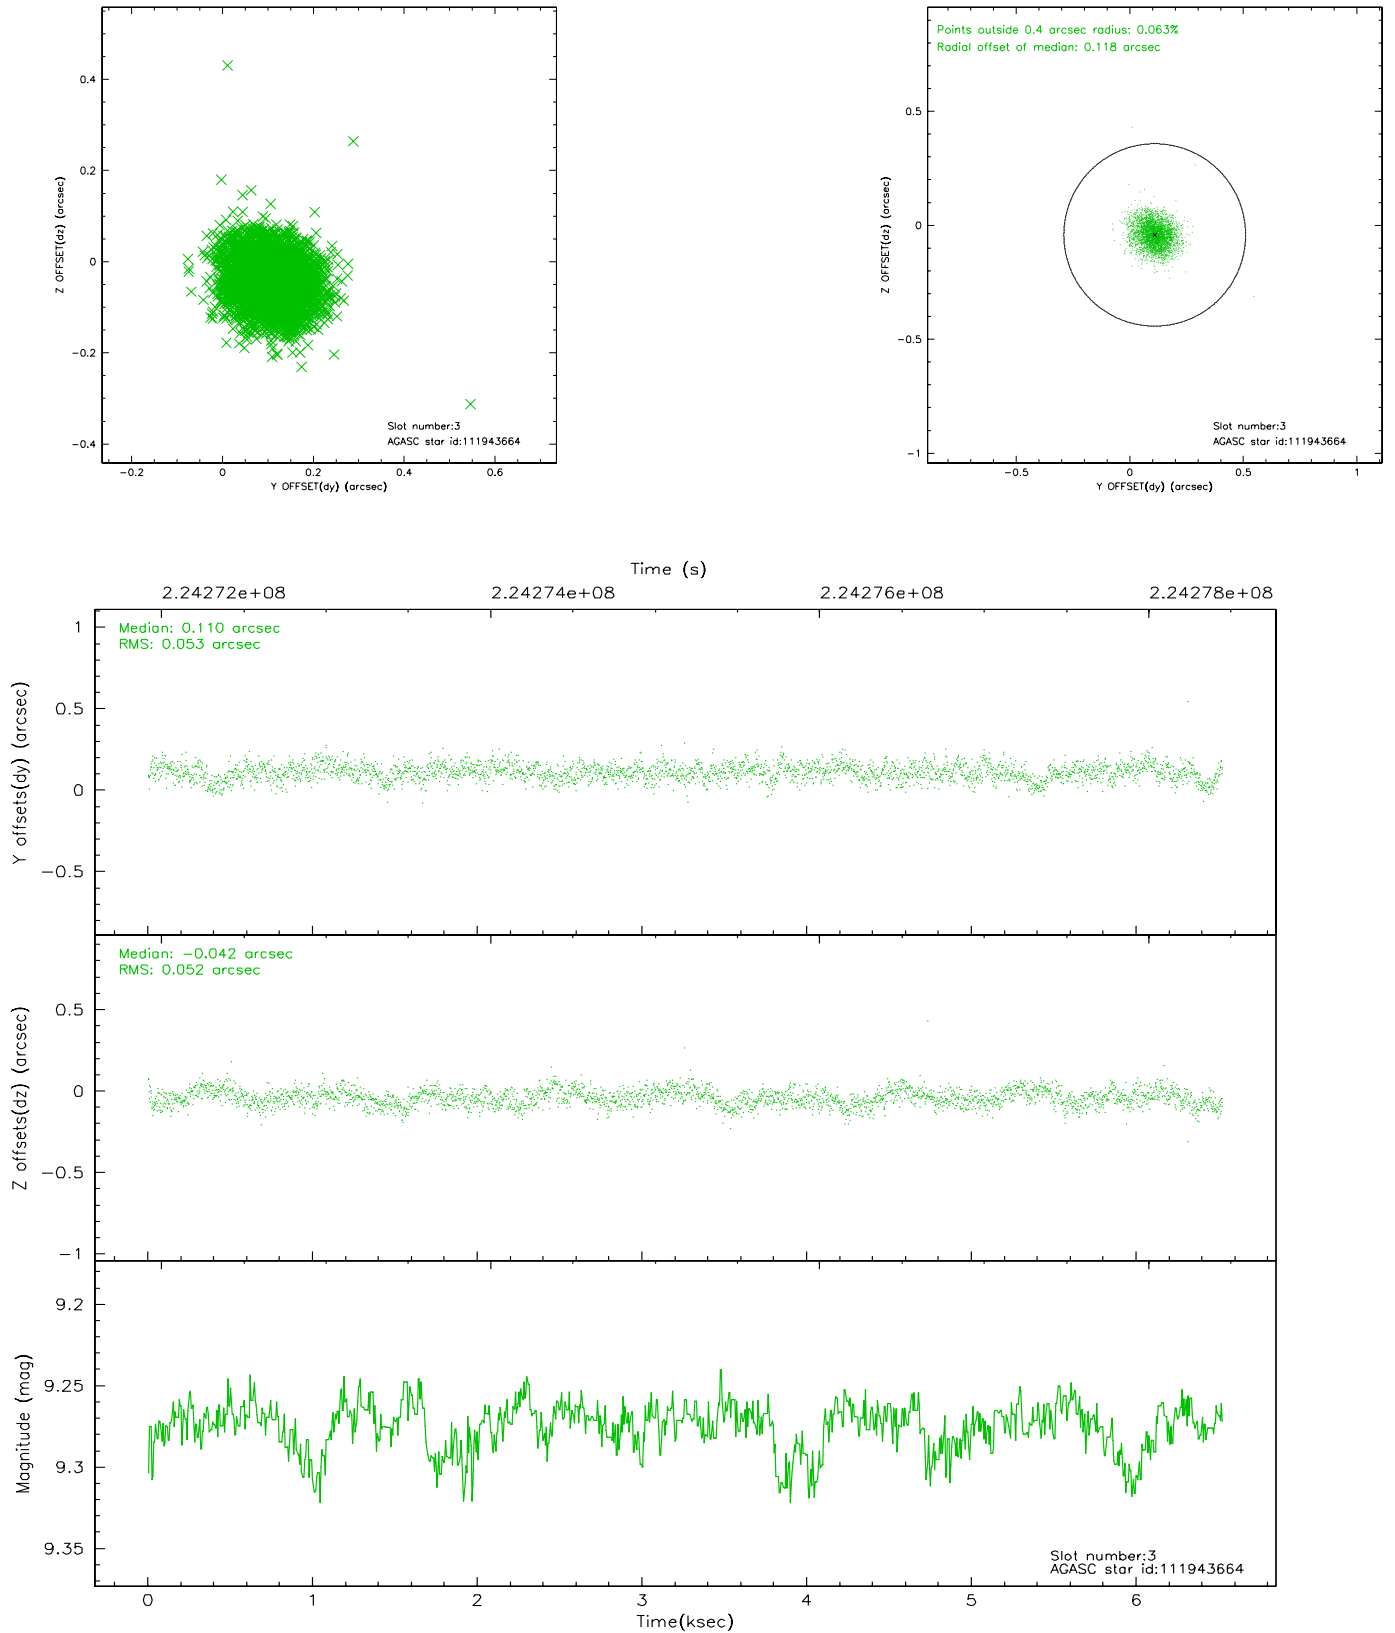 0.4
0.2
0
−0.2
−0.4
Z OFFSET(dz) (arcsec)
Slot number:3
AGASC star id:111943664
−0.2 0 0.2 0.4 0.6
Y OFFSET(dy) (arcsec)
Points outside 0.4 arcsec radius: 0.063%
Radial offset of median: 0.118 arcsec
0.5
0
−0.5
−1
Z OFFSET(dz) (arcsec)
Slot number:3
AGASC star id:111943664
−0.5 0 0.5 1
Y OFFSET(dy) (arcsec)
Time (s)
2.24272e+08 2.24274e+08 2.24276e+08 2.24278e+08
Median: 0.110 arcsec
RMS: 0.053 arcsec
1
0.5
0
−0.5
Y offsets(dy) (arcsec)
Median: −0.042 arcsec
RMS: 0.052 arcsec
0.5
0
−0.5
−1
Z offsets(dz) (arcsec)
9.2
9.25
9.3
9.35
Magnitude (mag)
Slot number:3
AGASC star id:111943664
0 1 2 3 4 5 6
Time(ksec)